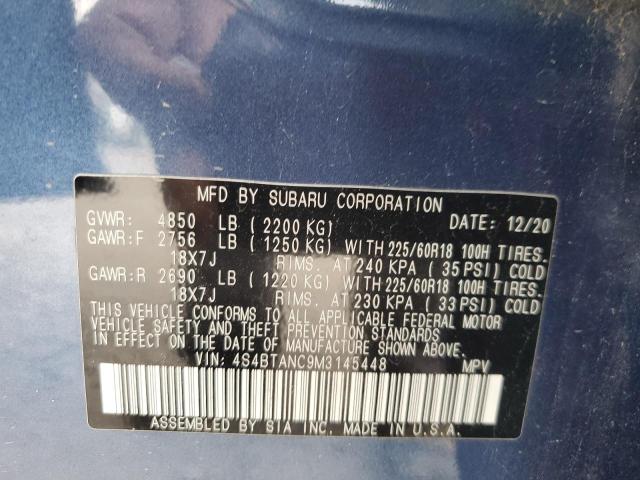 MFD BY SUBARU CORPORATION
GVWR: 4850 LB (2200 KG) DATE: 12/20
GAWR:F 2756 LB (1250 KG) WITH 225/60R18 100H TIRES.
18X7J RIMS. AT 240 KPA (35 PSI) COLD
GAWR:R 2690 LB (1220 KG) WITH 225/60R18 100H TIRES.
18X7J RIMS. AT 230 KPA (33 PSI) COLD
THIS VEHICLE CONFORMS TO ALL APPLICABLE FEDERAL MOTOR
VEHICLE SAFETY AND THEFT PREVENTION STANDARDS
IN EFFECT ON THE DATE OF MANUFACTURE SHOWN ABOVE.
VIN: 4S4BTANC9M3145448 MPV
ASSEMBLED BY SIA INC. MADE IN U.S.A.